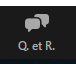 Q. et R.